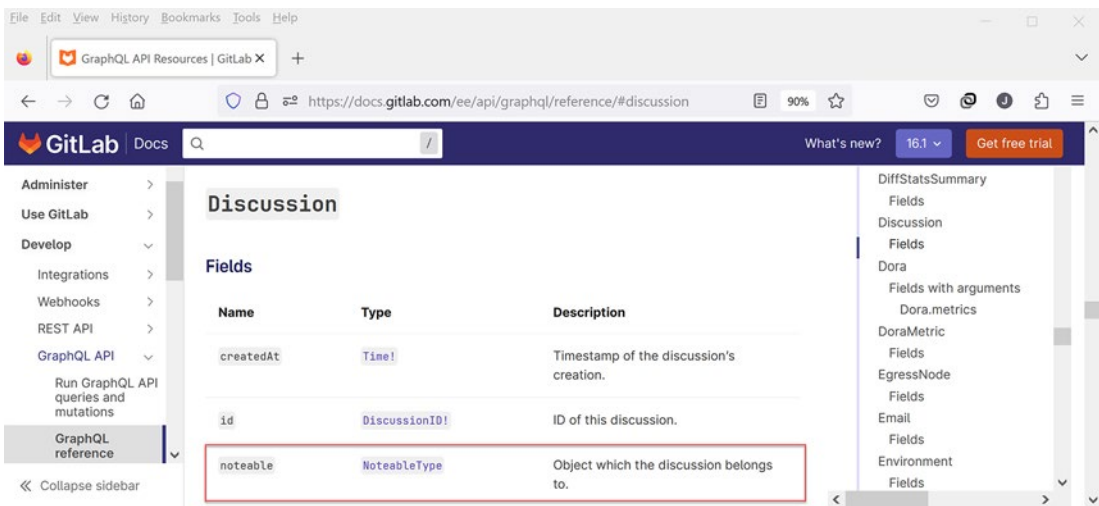 File Edit View History Bookmarks Tools Help
GraphQL API Resources | GitLab
https://docs.gitlab.com/ee/api/graphql/reference/#discussion 90%
GitLab Docs / What's new? 16.1 Get free trial
Administer
Use GitLab
Develop
Integrations
Webhooks
REST API
GraphQL API
Run GraphQL API
queries and
mutations
GraphQL
reference
Collapse sidebar
Discussion
Fields
Name Type Description
createdAt Time! Timestamp of the discussion's
creation.
id DiscussionID! ID of this discussion.
noteable NoteableType Object which the discussion belongs
to.
DiffStatsSummary
Fields
Discussion
Fields
Dora
Fields with arguments
Dora.metrics
DoraMetric
Fields
EgressNode
Fields
Email
Fields
Environment
Fields